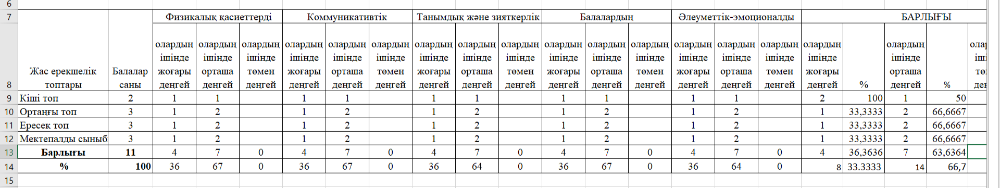 6
7 Физикалық қасиеттерді Коммуникативтік Танымдық және зияткерлік Балалардың Әлеуметтік-эмоционалды БАРЛЫҒЫ
олардың олардың олардың олардың олардың олардың олардың олардың олардың олардың олардың олардың олардың олардың олардың олардың олардың
ішінде ішінде ішінде ішінде ішінде ішінде ішінде ішінде ішінде ішінде ішінде ішінде ішінде ішінде ішінде ішінде ішінде
Жас ерекшелік Балалар жоғары орташа төмен жоғары орташа төмен жоғары орташа төмен жоғары орташа төмен жоғары орташа төмен жоғары орташа
8 топтары саны деңгей деңгей деңгей деңгей деңгей деңгей деңгей деңгей деңгей деңгей деңгей деңгей деңгей деңгей деңгей деңгей % деңгей %
9 Кіші топ 2 1 1 1 1 1 1 1 1 1 1 2 100 1 50
10 Ортаңғы топ 3 1 2 1 2 1 2 1 2 1 2 1 33,3333 2 66,6667
11 Ересек топ 3 1 2 1 2 1 2 1 2 1 2 1 33,3333 2 66,6667
12 Мектепалды сыныб 3 1 2 1 2 1 2 1 2 1 2 1 33,3333 2 66,6667
13 Барлығы 11 4 7 0 4 7 0 4 7 0 4 7 0 4 7 0 4 36,3636 7 63,6364
14 % 100 36 67 0 36 67 0 36 64 0 36 67 0 36 64 0 8 33.3333 14 66,7
15